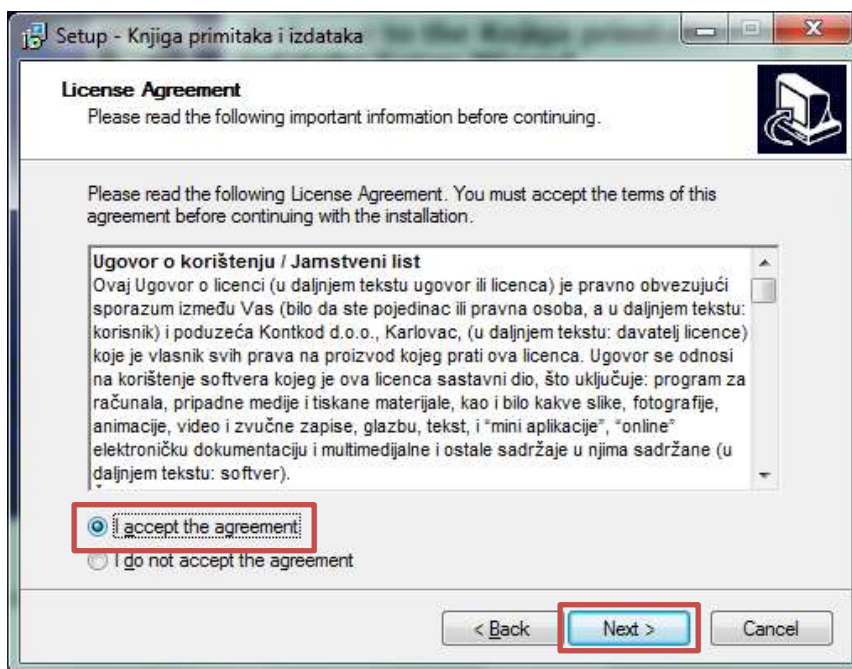 Setup - Knjiga primitaka i izdataka
License Agreement
Please read the following important information before continuing.
Please read the following License Agreement. You must accept the terms of this
agreement before continuing with the installation.
Ugovor o korištenju / Jamstveni list
Ovaj Ugovor o licenci (u daljnjem tekstu ugovor ili licenca) je pravno obvezujući
sporazum između Vas (bilo da ste pojedinac ili pravna osoba, a u daljnjem tekstu:
korisnik) i poduzeća Kontkod d.o.o., Karlovac, (u daljnjem tekstu: davatelj licence)
koje je vlasnik svih prava na proizvod kojeg prati ova licenca. Ugovor se odnosi
na korištenje softvera kojeg je ova licenca sastavni dio, što uključuje: program za
računala, pripadne medije i tiskane materijale, kao i bilo kakve slike, fotografije,
animacije, video i zvučne zapise, glazbu, tekst, i “mini aplikacije”, “online”
elektroničku dokumentaciju i multimedijalne i ostale sadržaje u njima sadržane (u
daljnjem tekstu: softver).
I accept the agreement
I do not accept the agreement
< Back
Next >
Cancel